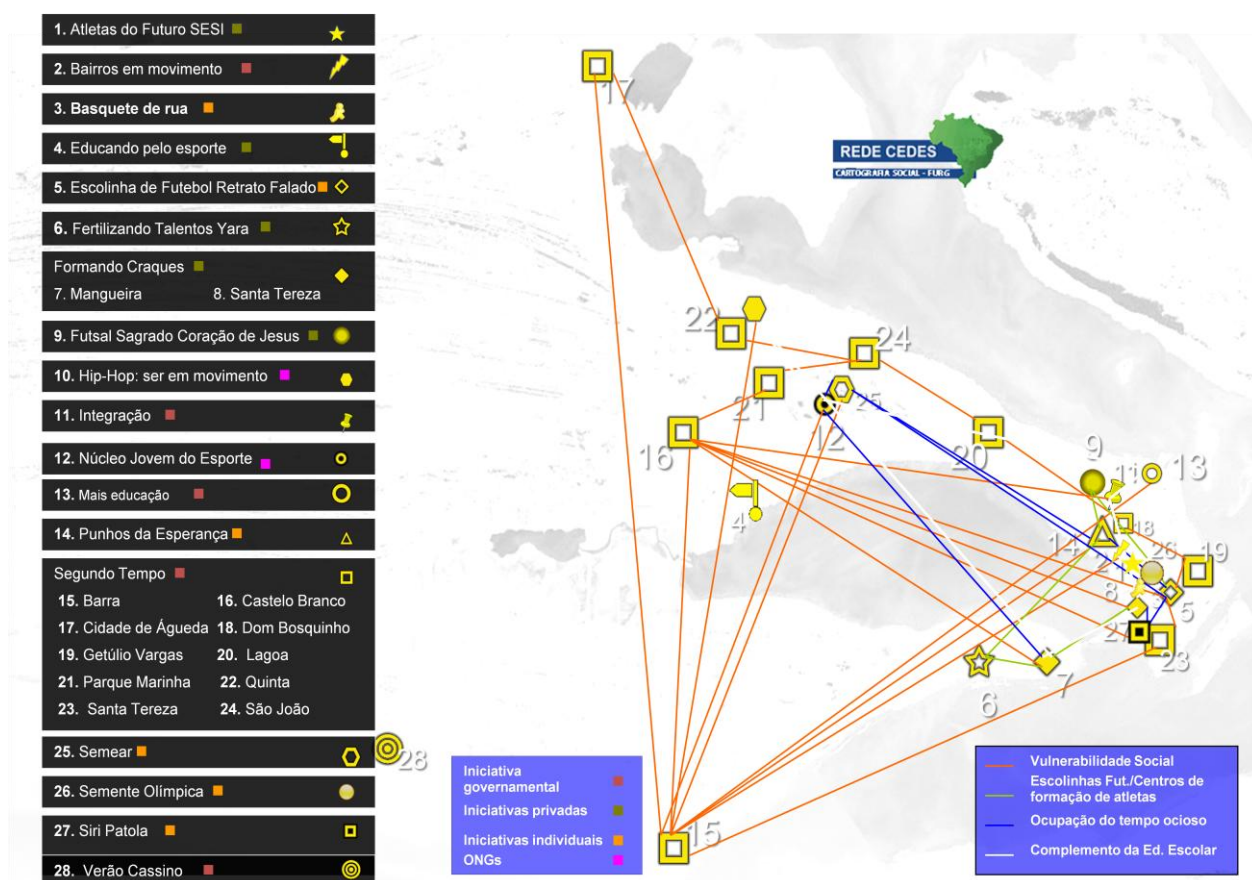 1. Atletas do Futuro SESI
2. Bairros em movimento
3. Basquete de rua
4. Educando pelo esporte
5. Escolinha de Futebol Retrato Falado
6. Fertilizando Talentos Yara
Formando Craques
7. Mangueira 8. Santa Tereza
9. Futsal Sagrado Coração de Jesus
10. Hip-Hop: ser em movimento
11. Integração
12. Núcleo Jovem do Esporte
13. Mais educação
14. Punhos da Esperança
Segundo Tempo
15. Barra 16. Castelo Branco
17. Cidade de Águeda 18. Dom Bosquinho
19. Getúlio Vargas 20. Lagoa
21. Parque Marinha 22. Quinta
23. Santa Tereza 24. São João
25. Semear
26. Semente Olímpica
27. Siri Patola
28. Verão Cassino
28
17
REDE CEDES
CARTOGRAFIA SOCIAL - FURG
22
24
21
25
12
16
20
9
11
13
4
18
14
26
19
2
1
8
5
27
23
6
7
15
Iniciativa
governamental
Iniciativas privadas
Iniciativas individuais
ONGs
Vulnerabilidade Social
Escolinhas Fut./Centros de
formação de atletas
Ocupação do tempo ocioso
Complemento da Ed. Escolar